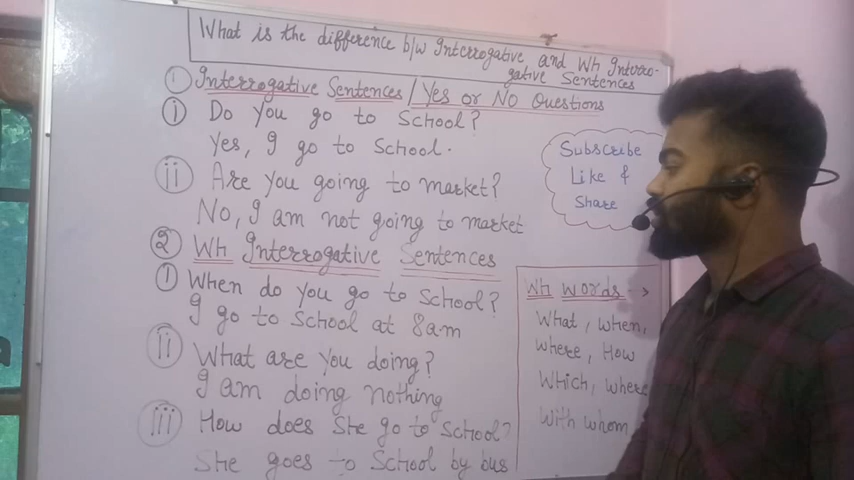 What is the difference b/w Interrogative and Wh Interro-
gative Sentences
① Interrogative Sentences / Yes or No Questions
ⓘ Do you go to School?
Yes, I go to School.
ii Are you going to market?
No, I am not going to market
② Wh Interrogative Sentences
① When do you go to School?
I go to School at 8am
ii What are you doing?
I am doing nothing
iii How does She go to School?
She goes to School by bus
Subscribe
Like &
Share
Wh words →
What, when,
where, How
Which, where
With whom